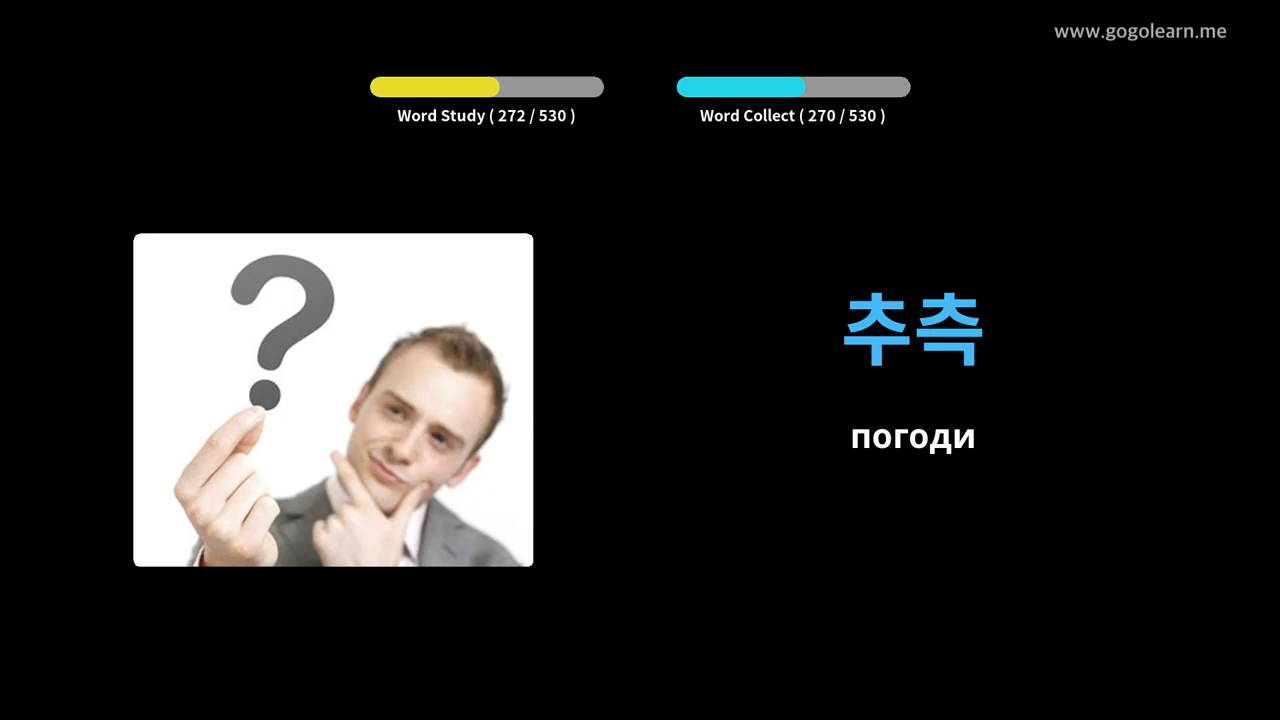 www.gogolearn.me
Word Study ( 272 / 530 )
Word Collect ( 270 / 530 )
?
추측
погоди